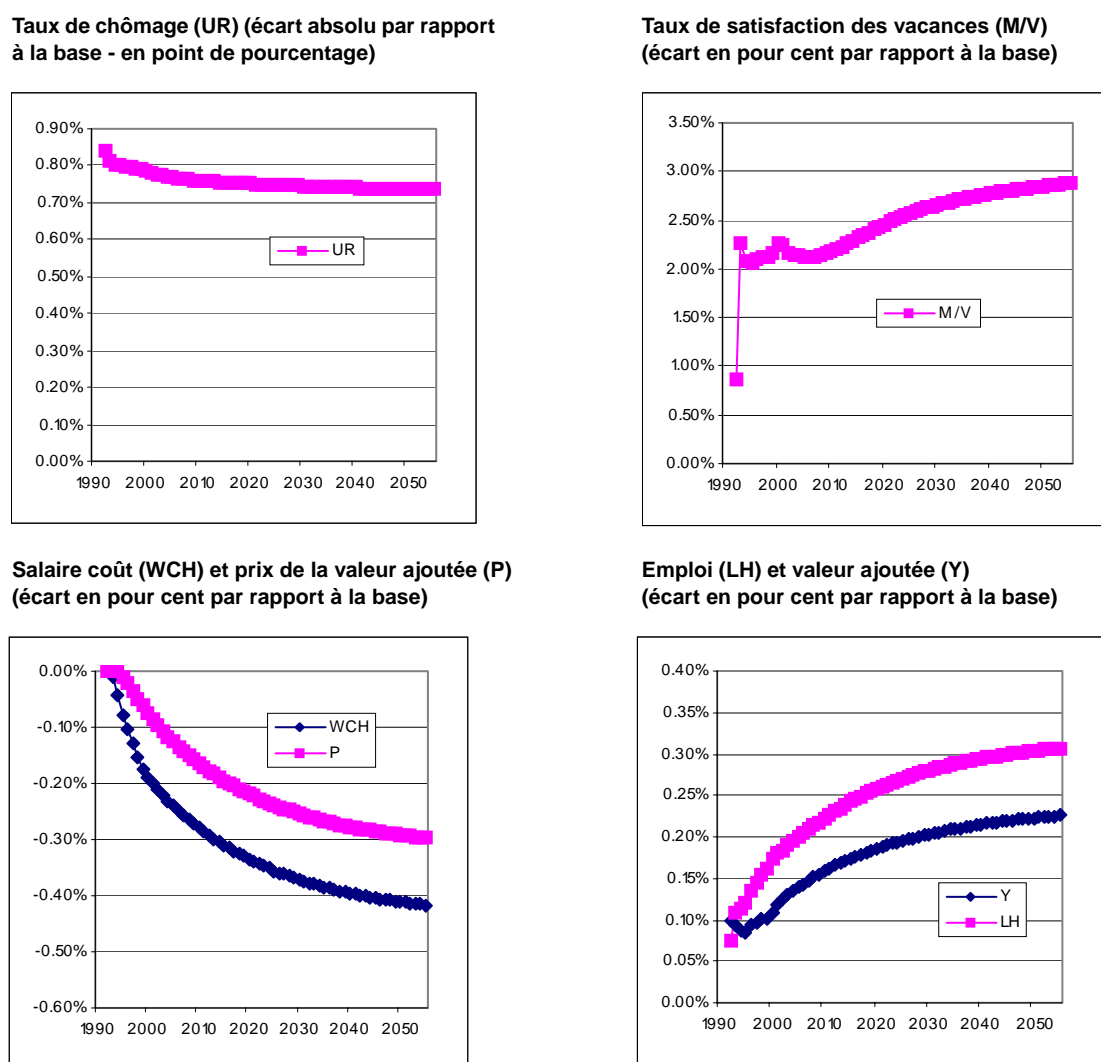 Taux de chômage (UR) (écart absolu par rapport
à la base - en point de pourcentage)
0.90%
0.80%
0.70%
0.60%
0.50%
0.40%
0.30%
0.20%
0.10%
0.00%
UR
1990 2000 2010 2020 2030 2040 2050
Taux de satisfaction des vacances (M/V)
(écart en pour cent par rapport à la base)
3.50%
3.00%
2.50%
2.00%
1.50%
1.00%
0.50%
0.00%
M/V
1990 2000 2010 2020 2030 2040 2050
Salaire coût (WCH) et prix de la valeur ajoutée (P)
(écart en pour cent par rapport à la base)
0.00%
-0.10%
-0.20%
-0.30%
-0.40%
-0.50%
-0.60%
WCH
P
1990 2000 2010 2020 2030 2040 2050
Emploi (LH) et valeur ajoutée (Y)
(écart en pour cent par rapport à la base)
0.40%
0.35%
0.30%
0.25%
0.20%
0.15%
0.10%
0.05%
0.00%
Y
LH
1990 2000 2010 2020 2030 2040 2050